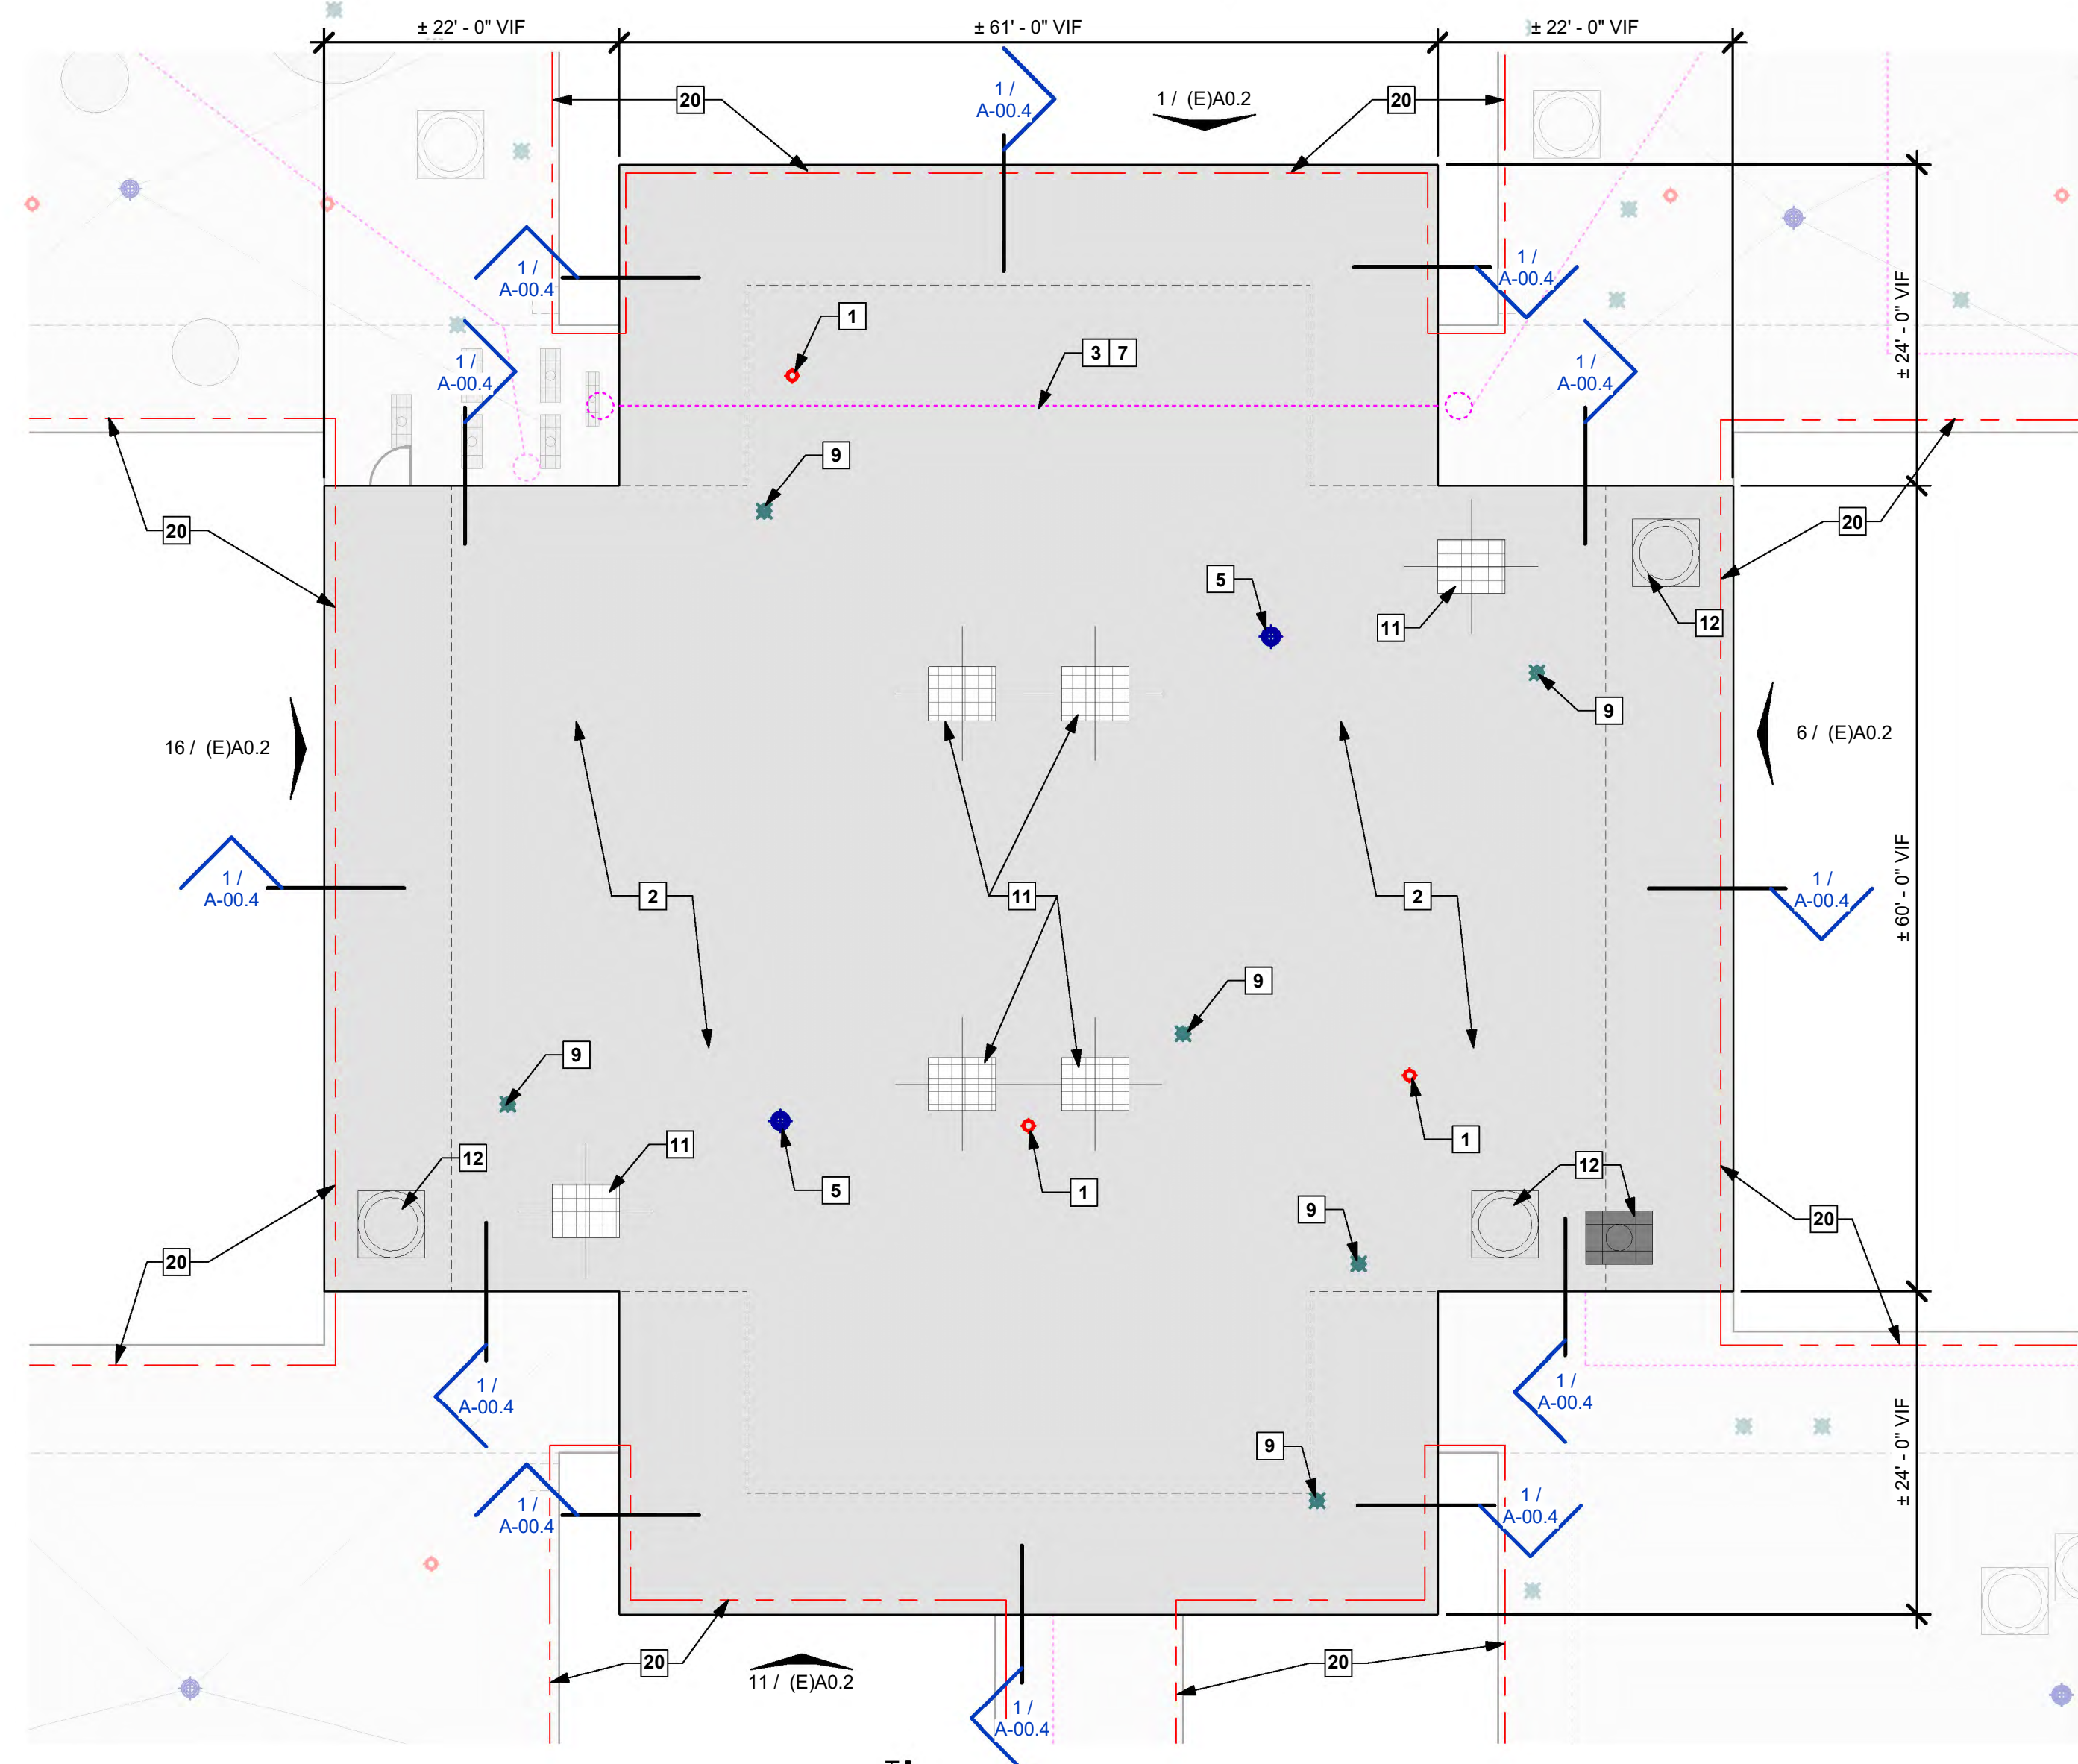 ± 22' - 0" VIF
± 61' - 0" VIF
± 22' - 0" VIF
20
1 /
A-00.4
1 / (E)A0.2
20
1 /
A-00.4
1 /
A-00.4
± 24' - 0" VIF
1
3 7
1 /
A-00.4
1 /
A-00.4
9
20
20
5
11
12
9
16 / (E)A0.2
6 / (E)A0.2
1 /
A-00.4
2
11
2
1 /
A-00.4
± 60' - 0" VIF
9
9
1
11
12
5
1
12
9
20
20
1 /
A-00.4
1 /
A-00.4
9
1 /
A-00.4
1 /
A-00.4
± 24' - 0" VIF
20
11 / (E)A0.2
20
1 /
A-00.4